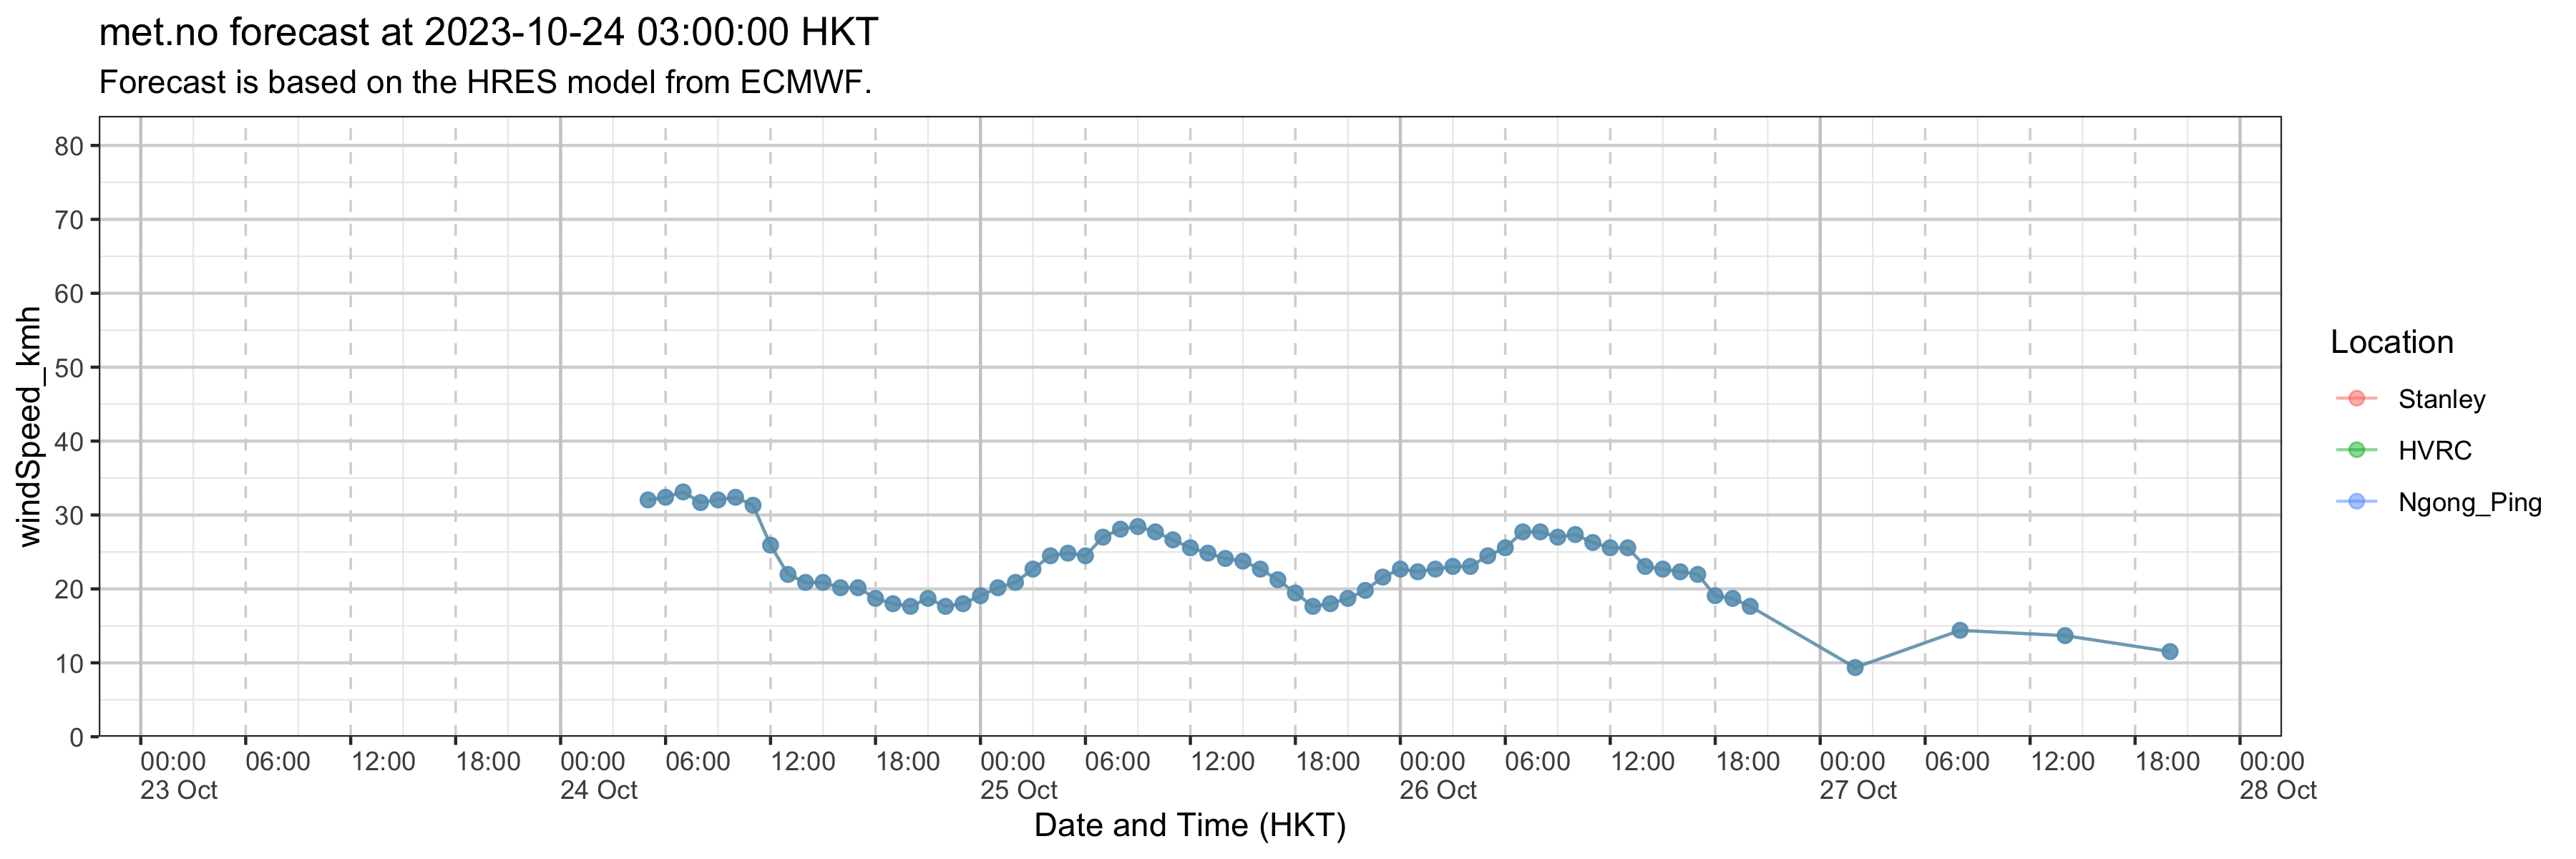 met.no forecast at 2023-10-24 03:00:00 HKT
Forecast is based on the HRES model from ECMWF.
windSpeed_kmh
80
70
60
50
40
30
20
10
0
00:00 06:00 12:00 18:00 00:00 06:00 12:00 18:00 00:00 06:00 12:00 18:00 00:00 06:00 12:00 18:00 00:00 06:00 12:00 18:00 00:00
23 Oct 24 Oct 25 Oct 26 Oct 27 Oct 28 Oct
Date and Time (HKT)
Location
Stanley
HVRC
Ngong_Ping